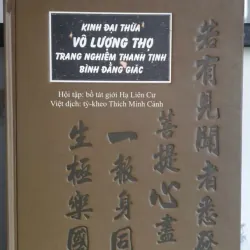 KINH ĐẠI THỪA
VÔ LƯỢNG THỌ
TRANG NGHIÊM THANH TỊNH
BÌNH ĐẲNG GIÁC
Hội tập: bồ tát giới Hạ Liên Cư
Việt dịch: tỳ-kheo Thích Minh Cảnh
若有見聞者悉發
菩提心盡
一報身同
生極樂國